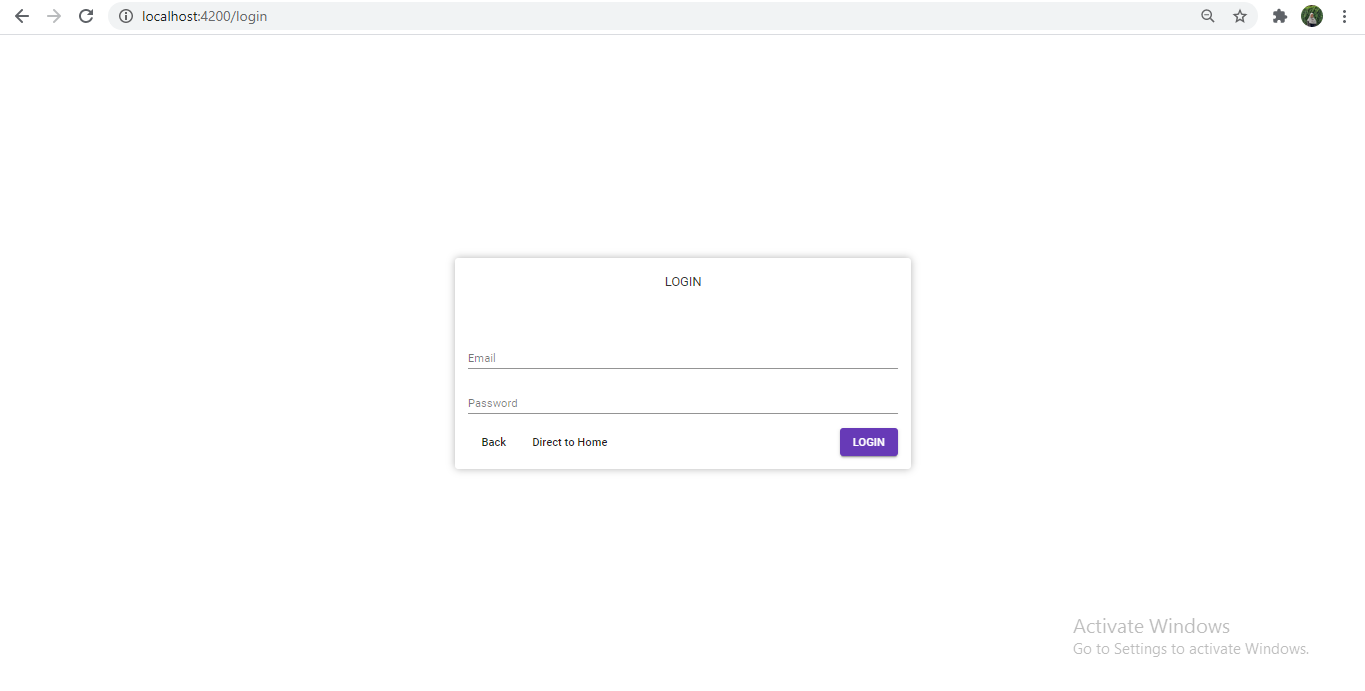 localhost:4200/login
LOGIN
Email
Password
Back Direct to Home LOGIN
Activate Windows
Go to Settings to activate Windows.